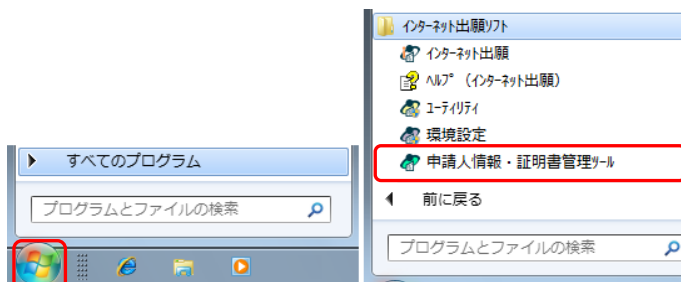 すべてのプログラム
プログラムとファイルの検索
ｲﾝﾀｰﾈｯﾄ出願ｿﾌﾄ
ｲﾝﾀｰﾈｯﾄ出願
ﾍﾙﾌﾟ（ｲﾝﾀｰﾈｯﾄ出願）
ﾕｰﾃｨﾘﾃｨ
環境設定
申請人情報・証明書管理ﾂｰﾙ
前に戻る
プログラムとファイルの検索